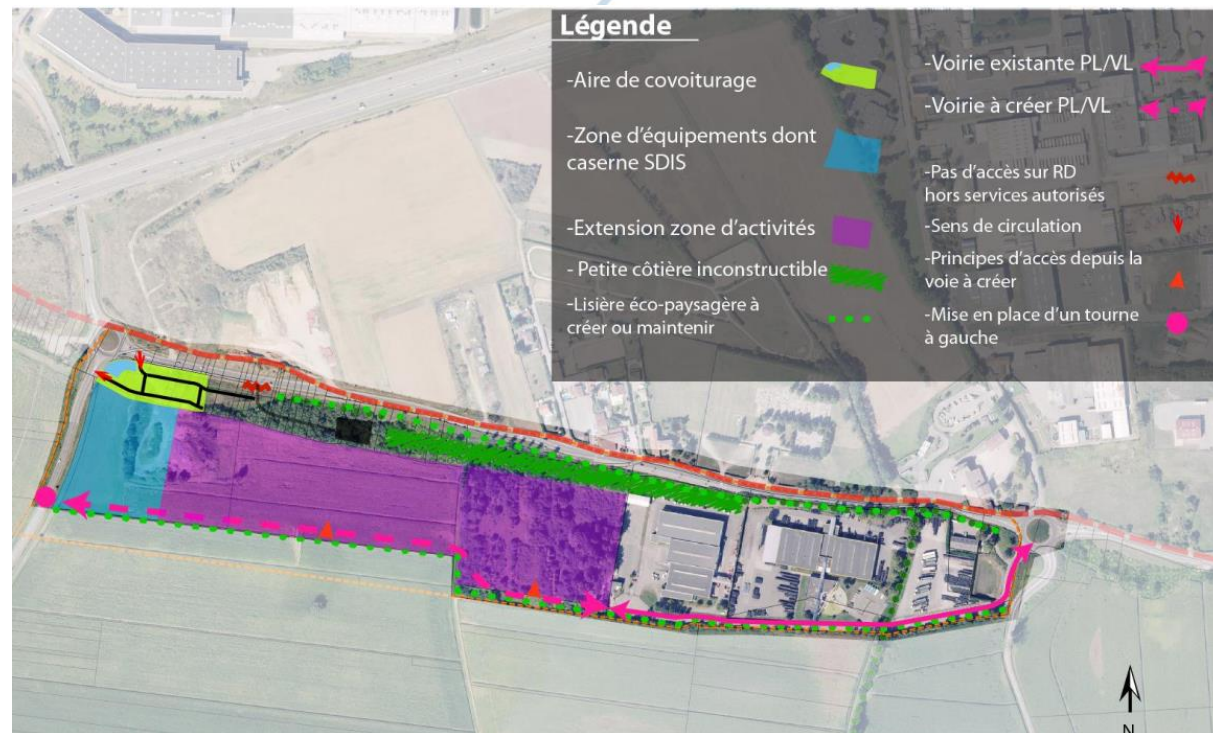 Légende
-Aire de covoiturage
-Zone d'équipements dont
caserne SDIS
-Extension zone d'activités
- Petite côtière inconstructible
-Lisière éco-paysagère à
créer ou maintenir
-Voirie existante PL/VL
-Voirie à créer PL/VL
-Pas d'accès sur RD
hors services autorisés
-Sens de circulation
-Principes d'accès depuis la
voie à créer
-Mise en place d'un tourne
à gauche
N